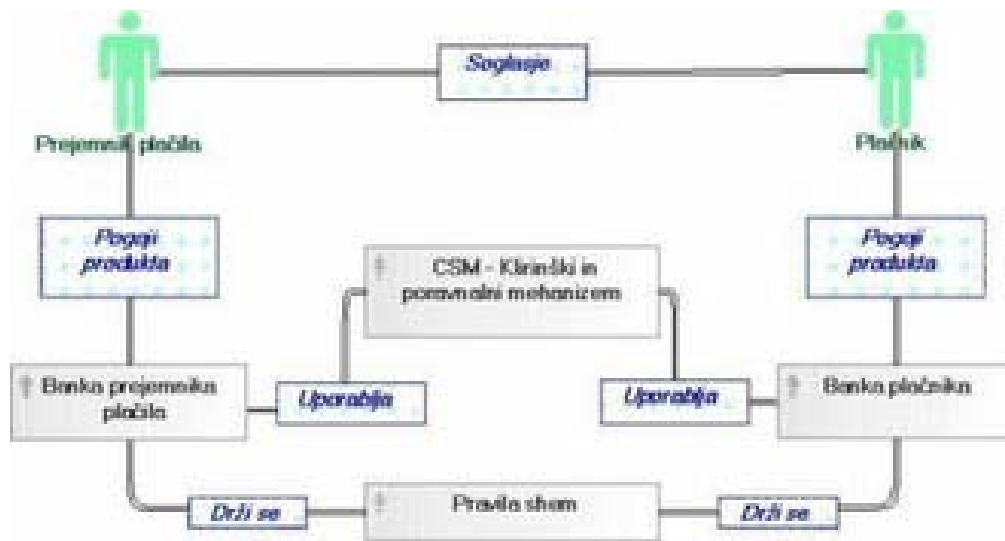 Soglasje
Prejemnik plačila
Plačnik
Pogoji
produkta
Pogoji
produkta
CSM - Klirinški in
poravnalni mehanizem
Banka prejemnika
plačila
Uporablja
Uporablja
Banka plačnika
Drži se
Pravila shem
Drži se